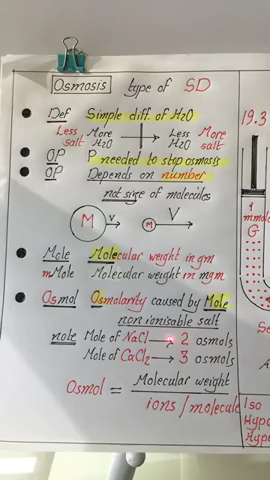 Osmosis type of SD
Def Simple diff. of H2O
Less salt More H2O → Less H2O More salt
OP P needed to stop osmosis
OP Depends on number
not size of molecules
M v M V
Mole Molecular weight in gm
mMole Molecular weight in mgm
Osmol Osmolarity caused by Mole
non ionisable salt
note Mole of NaCl → 2 osmols
Mole of CaCl2 → 3 osmols
Osmol = Molecular weight
ions/molecule
19.3
1
mmol
G
Iso
Hypo
Hype